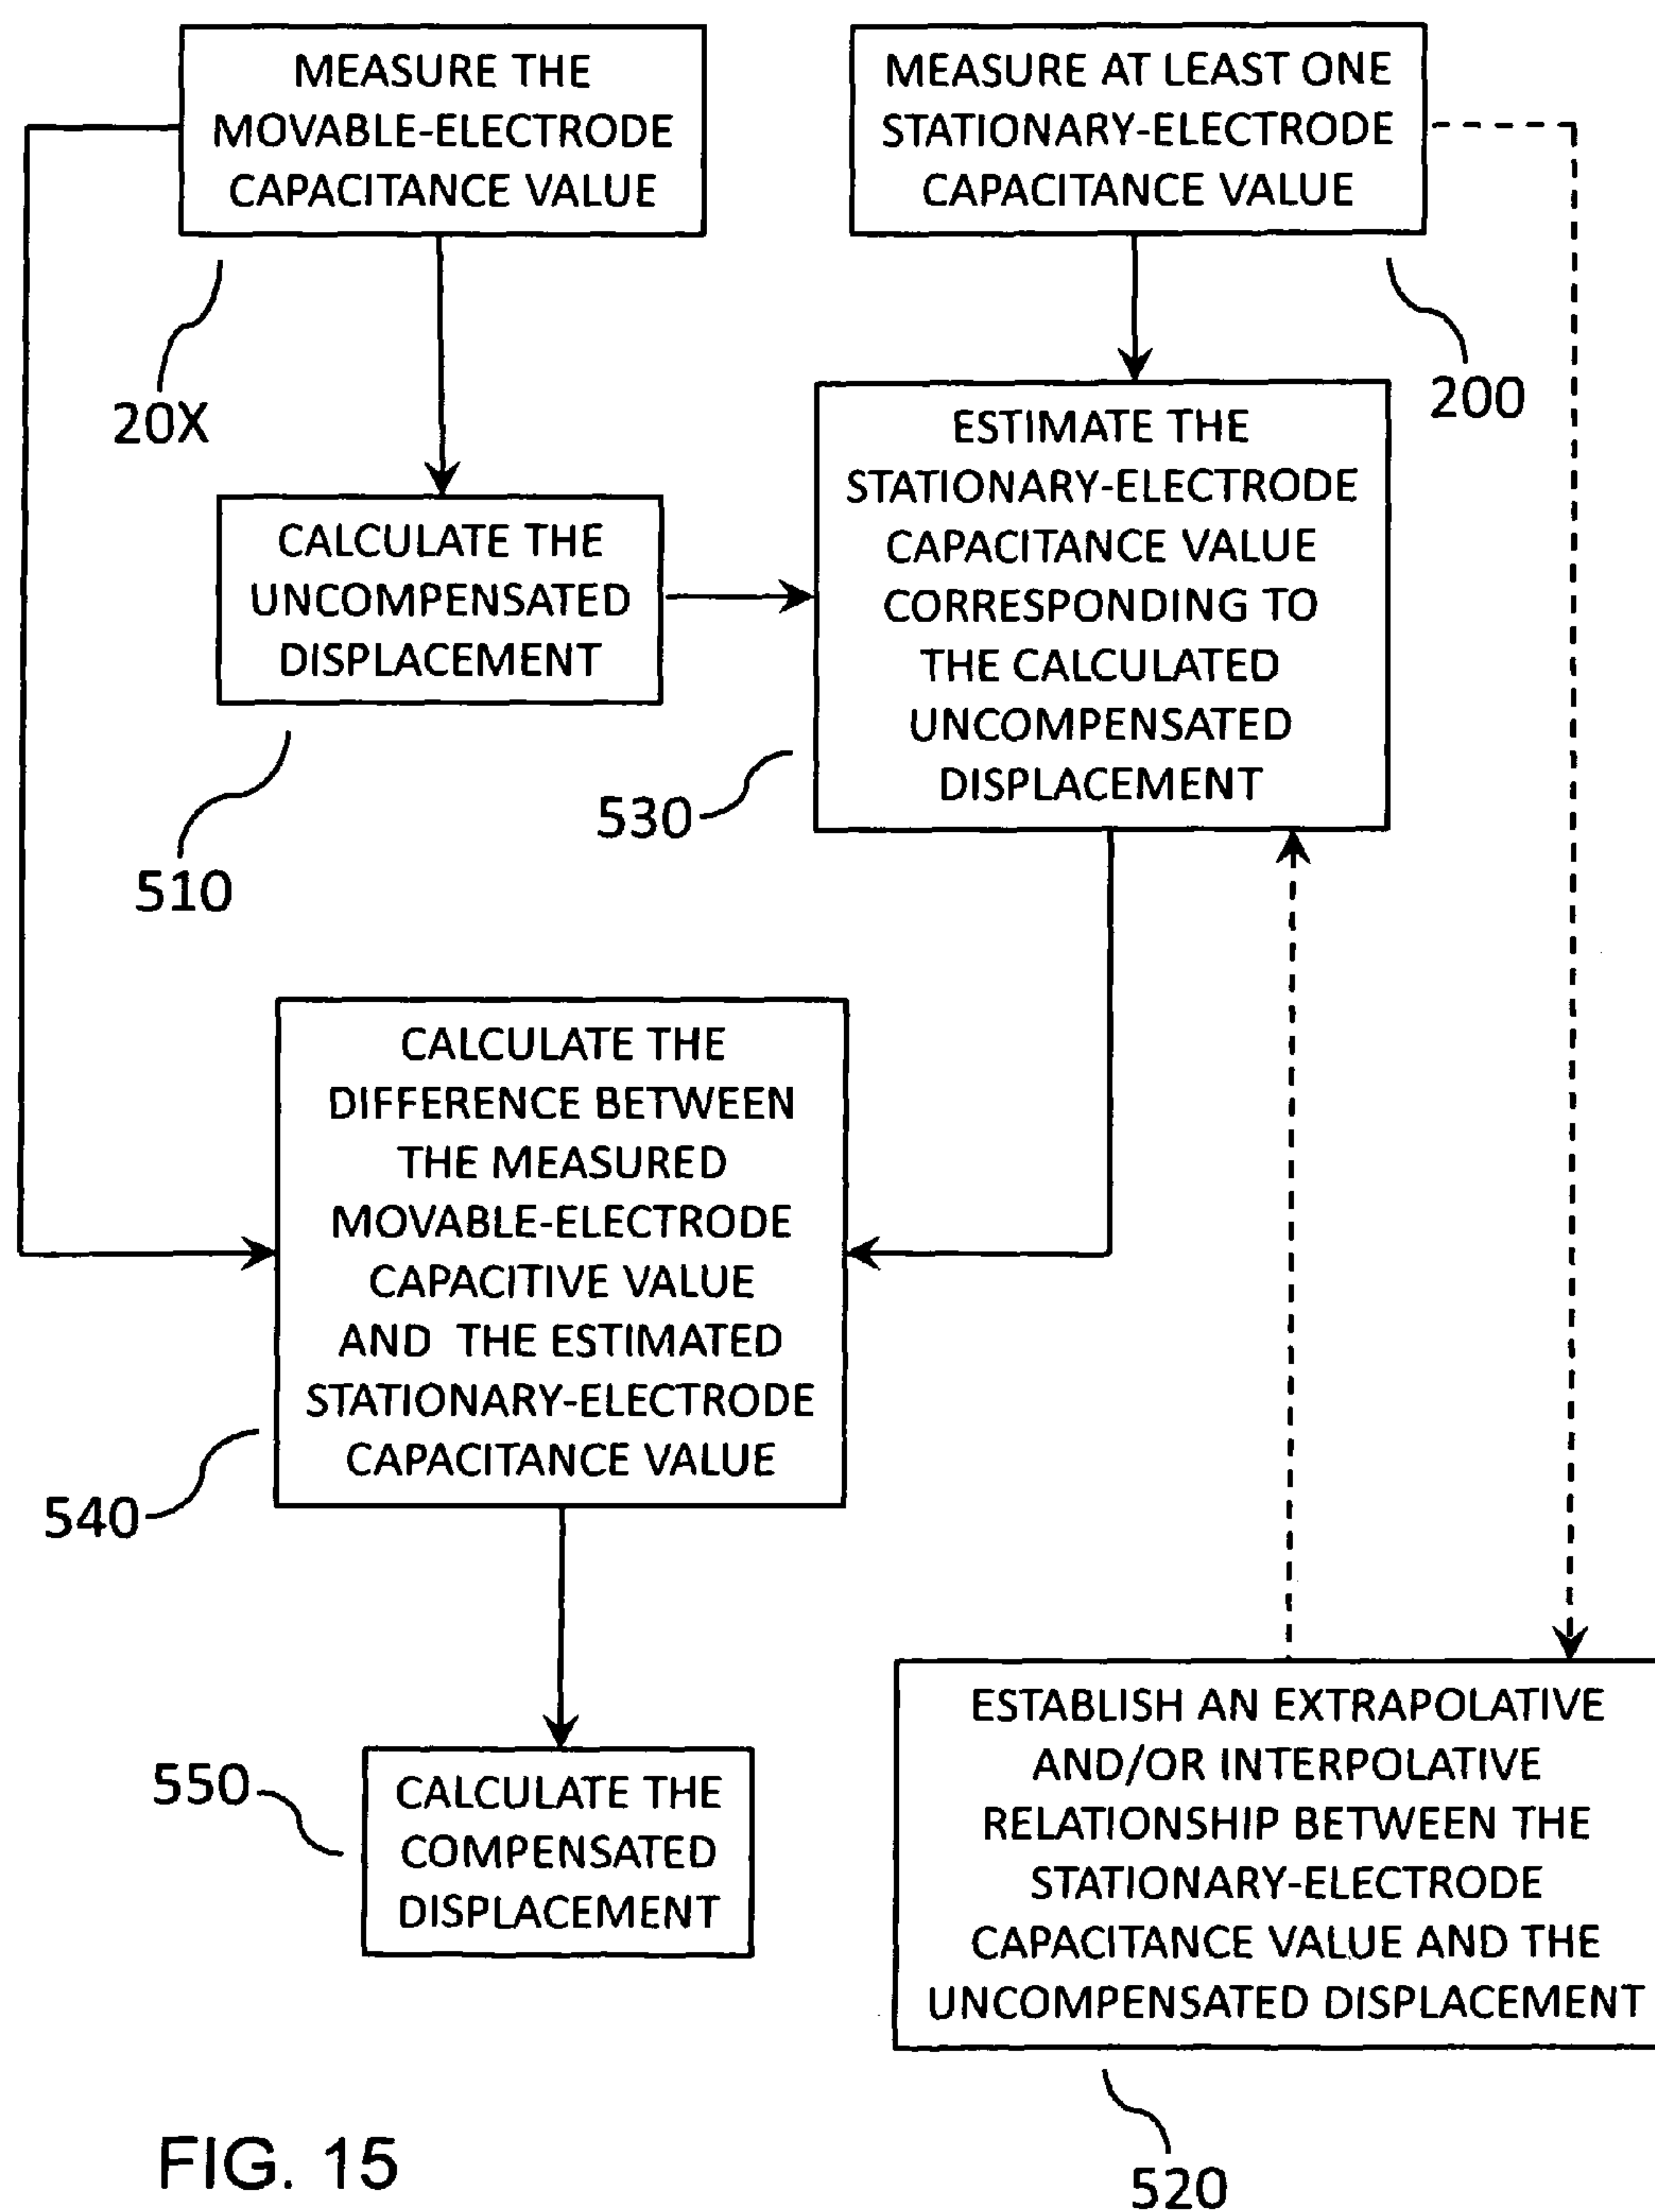 MEASURE THE
MOVABLE-ELECTRODE
CAPACITANCE VALUE
20X
MEASURE AT LEAST ONE
STATIONARY-ELECTRODE
CAPACITANCE VALUE
200
CALCULATE THE
UNCOMPENSATED
DISPLACEMENT
510
ESTIMATE THE
STATIONARY-ELECTRODE
CAPACITANCE VALUE
CORRESPONDING TO
THE CALCULATED
UNCOMPENSATED
DISPLACEMENT
530
CALCULATE THE
DIFFERENCE BETWEEN
THE MEASURED
MOVABLE-ELECTRODE
CAPACITIVE VALUE
AND THE ESTIMATED
STATIONARY-ELECTRODE
CAPACITANCE VALUE
540
550
CALCULATE THE
COMPENSATED
DISPLACEMENT
ESTABLISH AN EXTRAPOLATIVE
AND/OR INTERPOLATIVE
RELATIONSHIP BETWEEN THE
STATIONARY-ELECTRODE
CAPACITANCE VALUE AND THE
UNCOMPENSATED DISPLACEMENT
520
FIG. 15